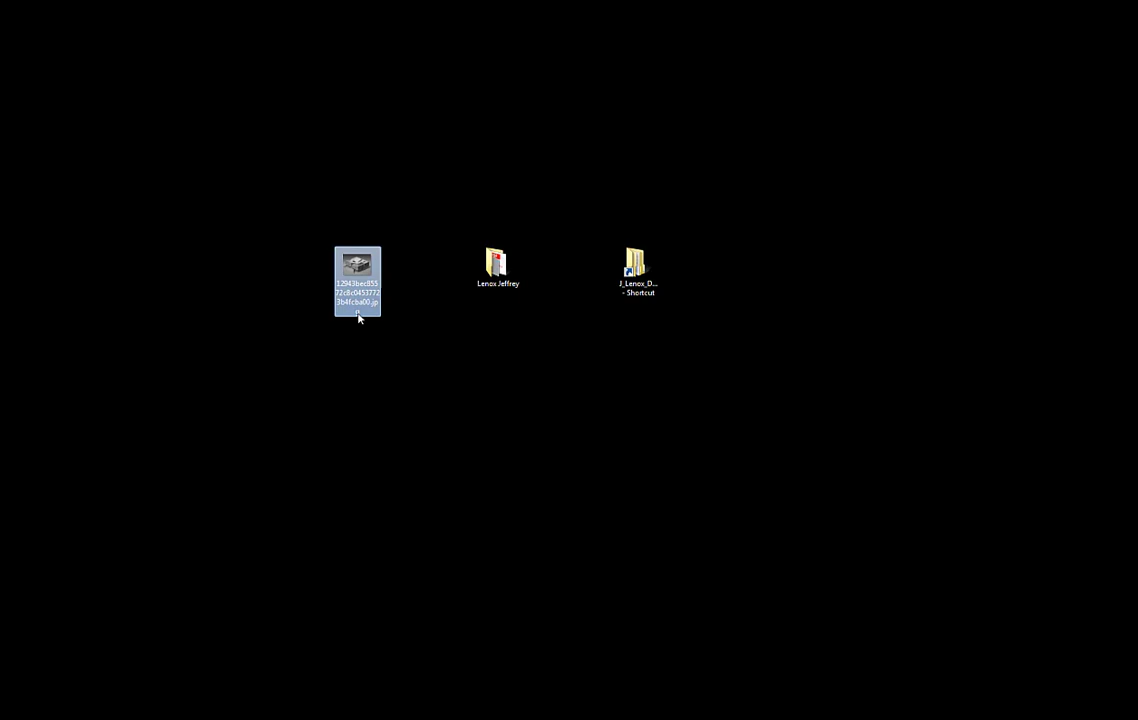 12943bec855
72c8c0453772
3b4fcba00.jp
g
Lenox Jeffrey
J_Lenox_D...
- Shortcut